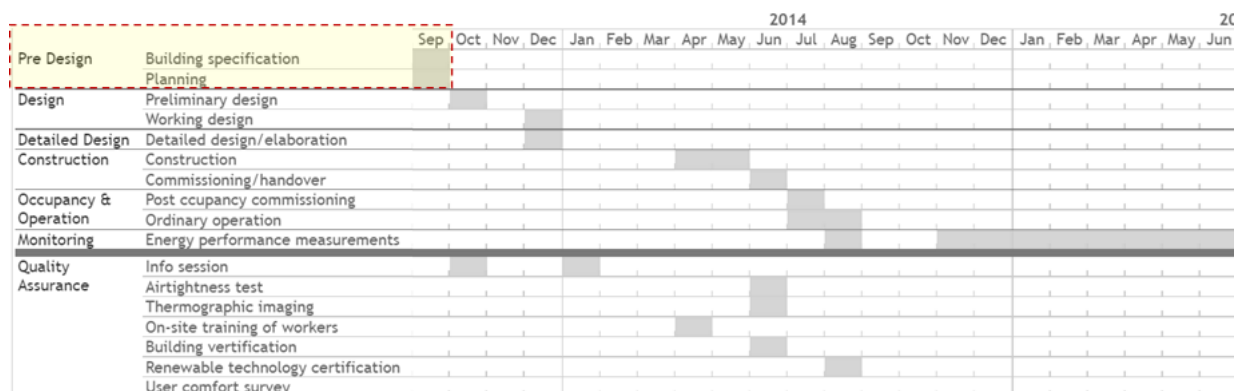 2014 20
Sep Oct Nov Dec Jan Feb Mar Apr May Jun Jul Aug Sep Oct Nov Dec Jan Feb Mar Apr May Jun
Pre Design Building specification
Planning
Design Preliminary design
Working design
Detailed Design Detailed design/elaboration
Construction Construction
Commissioning/handover
Occupancy & Post ccupancy commissioning
Operation Ordinary operation
Monitoring Energy performance measurements
Quality Info session
Assurance Airtightness test
Thermographic imaging
On-site training of workers
Building vertification
Renewable technology certification
User comfort survey